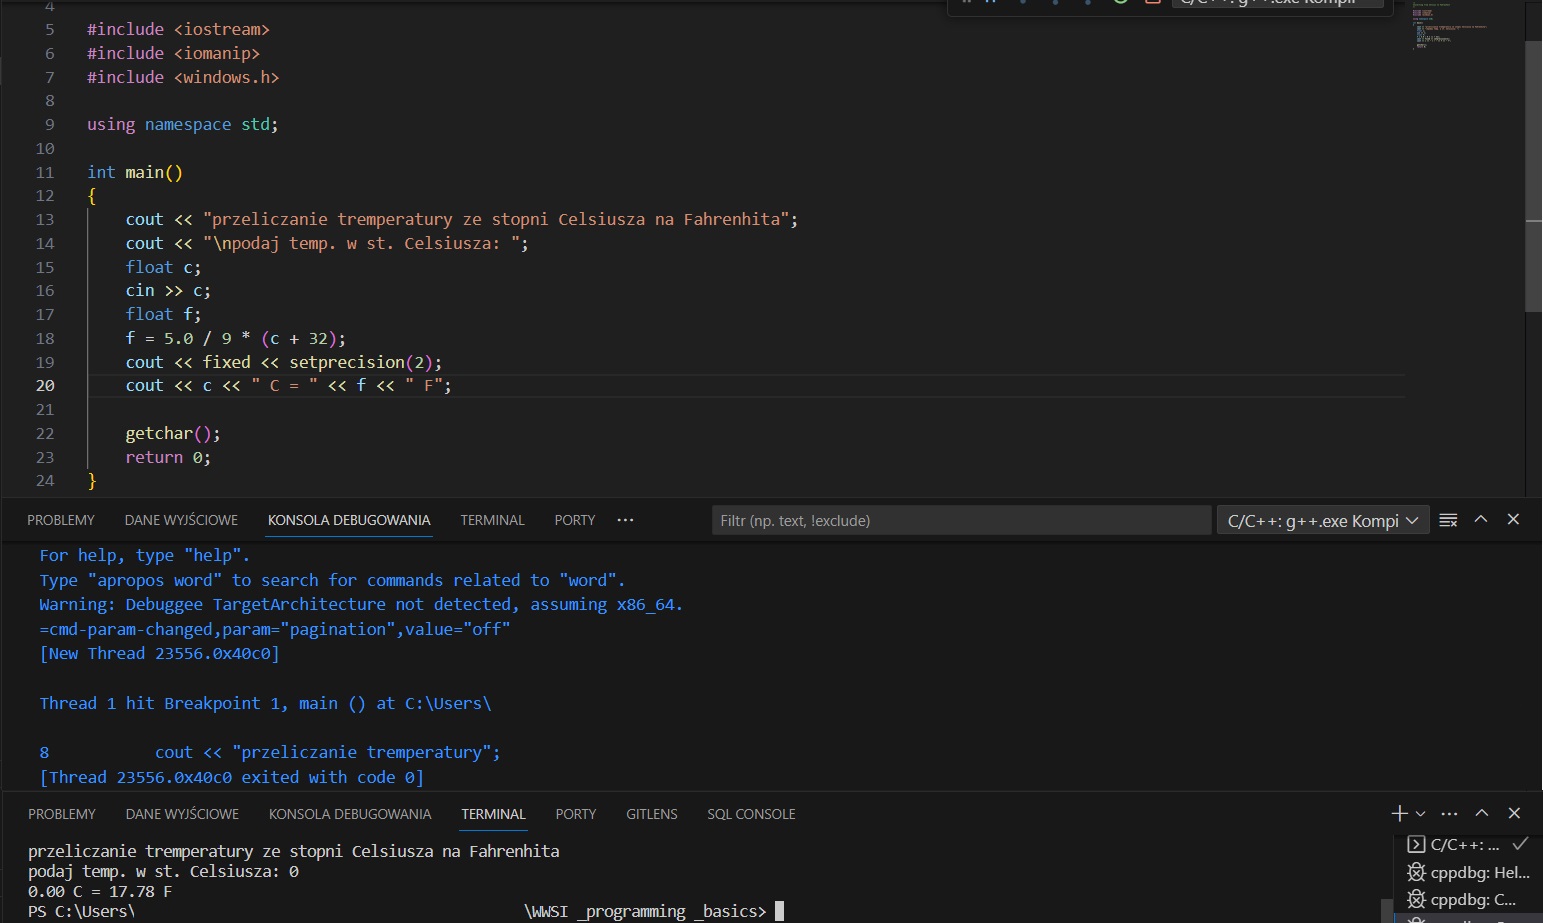 4
C/C++: g++.exe Kompil
5 #include <iostream>
6 #include <iomanip>
7 #include <windows.h>
8
9 using namespace std;
10
11 int main()
12 {
13 cout << "przeliczanie tremperatury ze stopni Celsiusza na Fahrenhita";
14 cout << "\npodaj temp. w st. Celsiusza: ";
15 float c;
16 cin >> c;
17 float f;
18 f = 5.0 / 9 * (c + 32);
19 cout << fixed << setprecision(2);
20 cout << c << " C = " << f << " F";
21
22 getchar();
23 return 0;
24 }
PROBLEMY DANE WYJŚCIOWE KONSOLA DEBUGOWANIA TERMINAL PORTY ··· Filtr (np. text, !exclude) C/C++: g++.exe Kompi
For help, type "help".
Type "apropos word" to search for commands related to "word".
Warning: Debuggee TargetArchitecture not detected, assuming x86_64.
=cmd-param-changed,param="pagination",value="off"
[New Thread 23556.0x40c0]
Thread 1 hit Breakpoint 1, main () at C:\Users\
8 cout << "przeliczanie tremperatury";
[Thread 23556.0x40c0 exited with code 0]
PROBLEMY DANE WYJŚCIOWE KONSOLA DEBUGOWANIA TERMINAL PORTY GITLENS SQL CONSOLE
przeliczanie tremperatury ze stopni Celsiusza na Fahrenhita
podaj temp. w st. Celsiusza: 0
0.00 C = 17.78 F
PS C:\Users\ \WWSI _programming _basics>
C/C++: ...
cppdbg: Hel...
cppdbg: C...